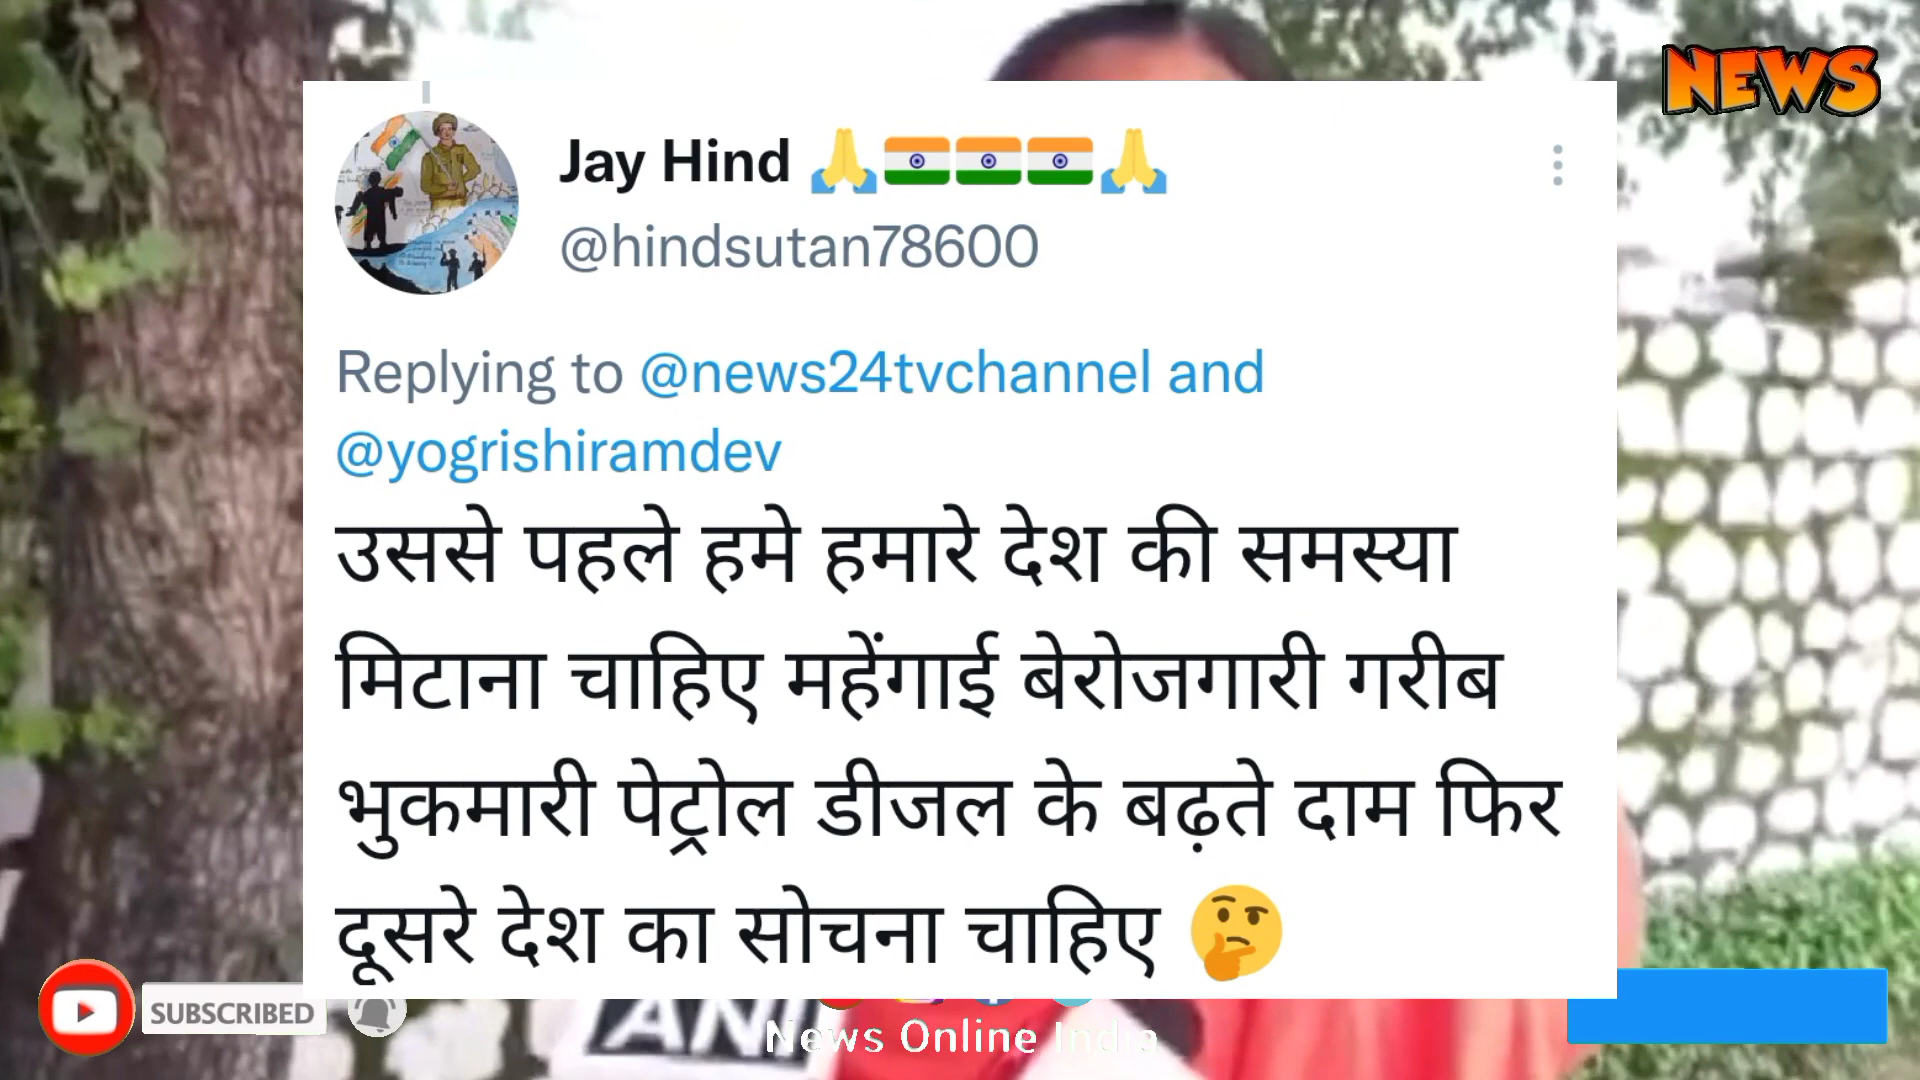 NEWS
Jay Hind 🙏🇮🇳🇮🇳🇮🇳🙏
@hindsutan78600
Replying to @news24tvchannel and
@yogrishiramdev
उससे पहले हमे हमारे देश की समस्या
मिटाना चाहिए महेंगाई बेरोजगारी गरीब
भुकमारी पेट्रोल डीजल के बढ़ते दाम फिर
दूसरे देश का सोचना चाहिए 🤔
SUBSCRIBED
AN
News Online India